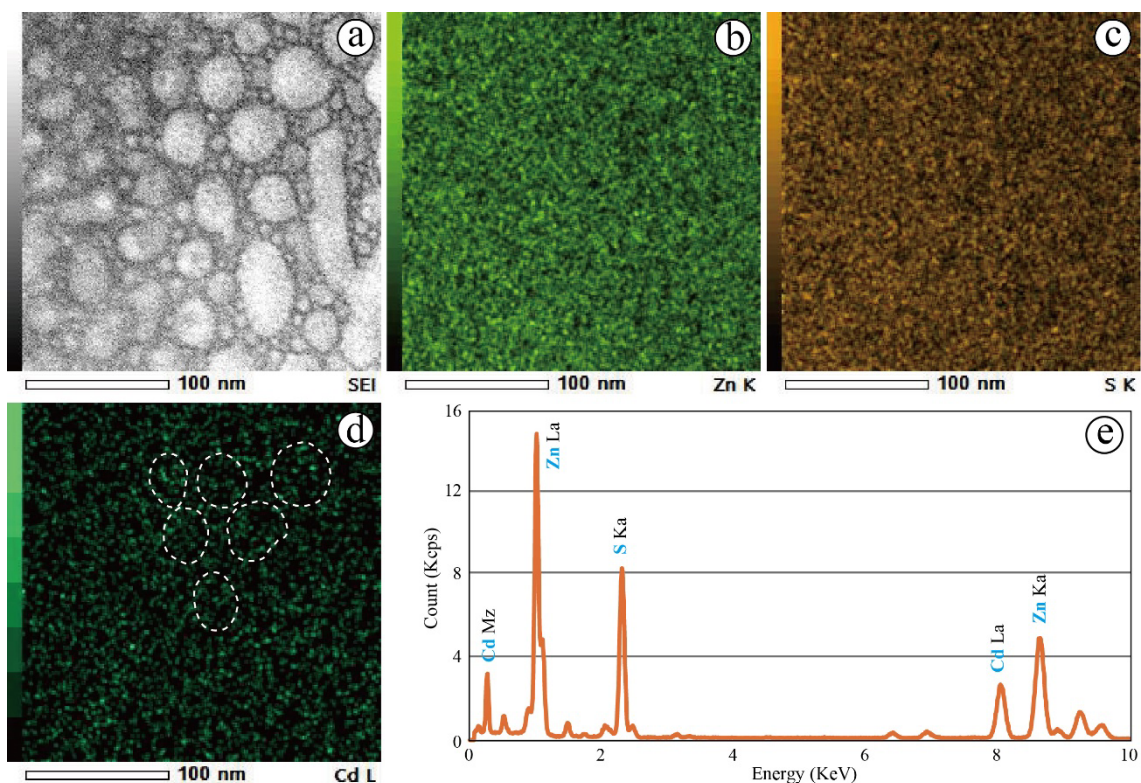 a
b
c
100 nm SEI
100 nm Zn K
100 nm S K
d
100 nm Cd L
e
16
12
8
4
0
Count (Kcps)
Cd Mz
Zn La
S Ka
Cd La
Zn Ka
0 2 4 6 8 10
Energy (KeV)